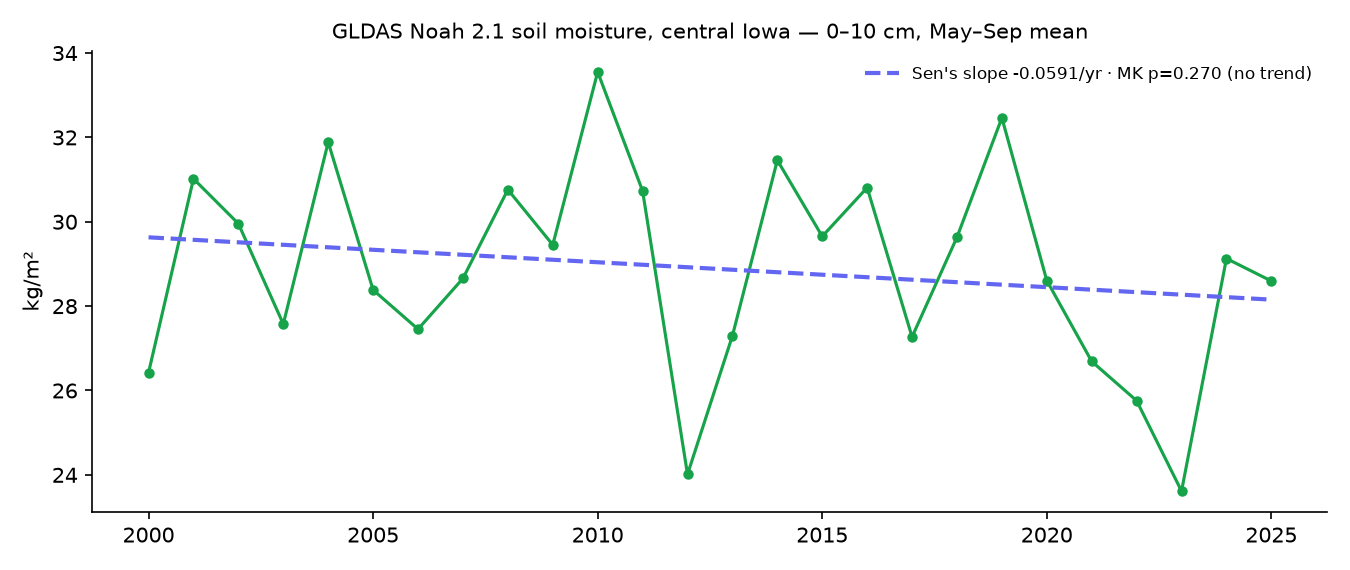 GLDAS Noah 2.1 soil moisture, central Iowa — 0–10 cm, May–Sep mean
Sen's slope -0.0591/yr · MK p=0.270 (no trend)
kg/m²
34
32
30
28
26
24
2000 2005 2010 2015 2020 2025